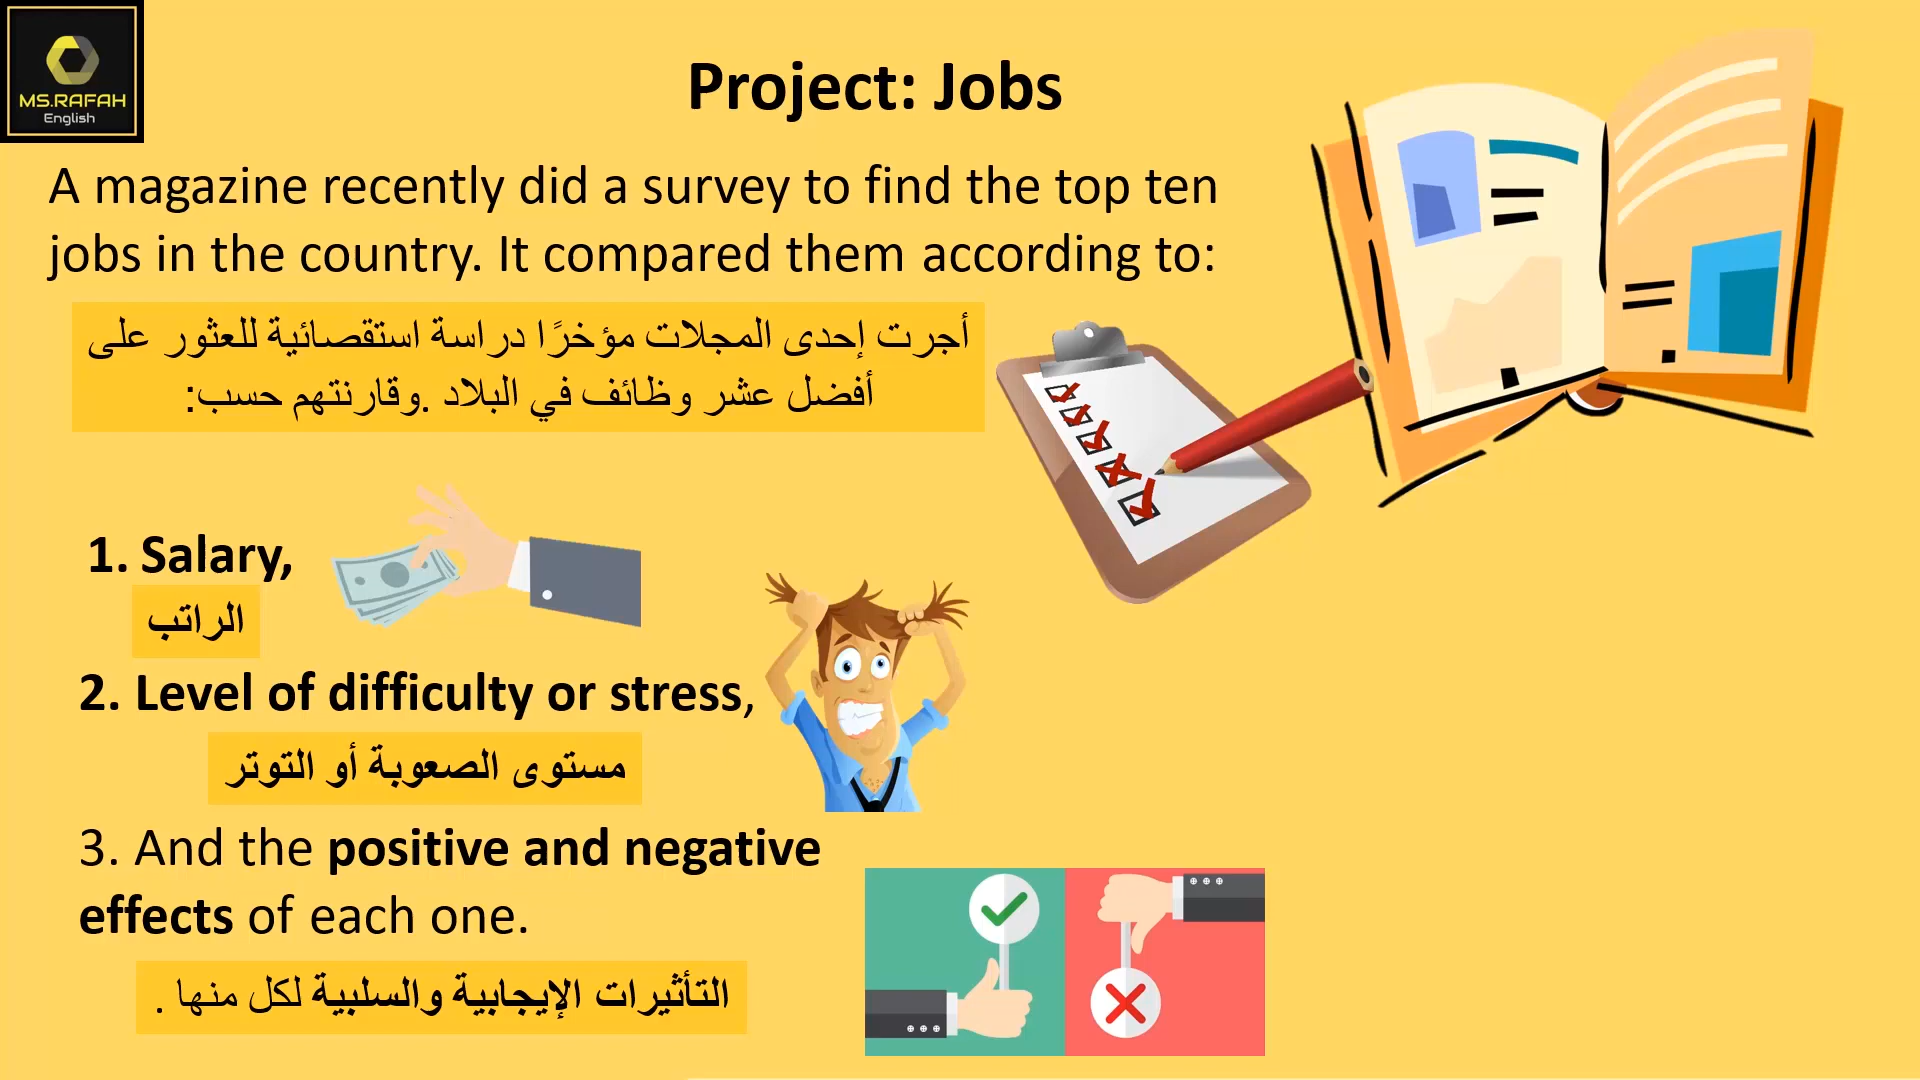 MS.RAFAH
English
Project: Jobs
A magazine recently did a survey to find the top ten
jobs in the country. It compared them according to:
أجرت إحدى المجلات مؤخرًا دراسة استقصائية للعثور على
أفضل عشر وظائف في البلاد .وقارنتهم حسب:
1. Salary,
الراتب
2. Level of difficulty or stress,
مستوى الصعوبة أو التوتر
3. And the positive and negative
effects of each one.
التأثيرات الإيجابية والسلبية لكل منها .